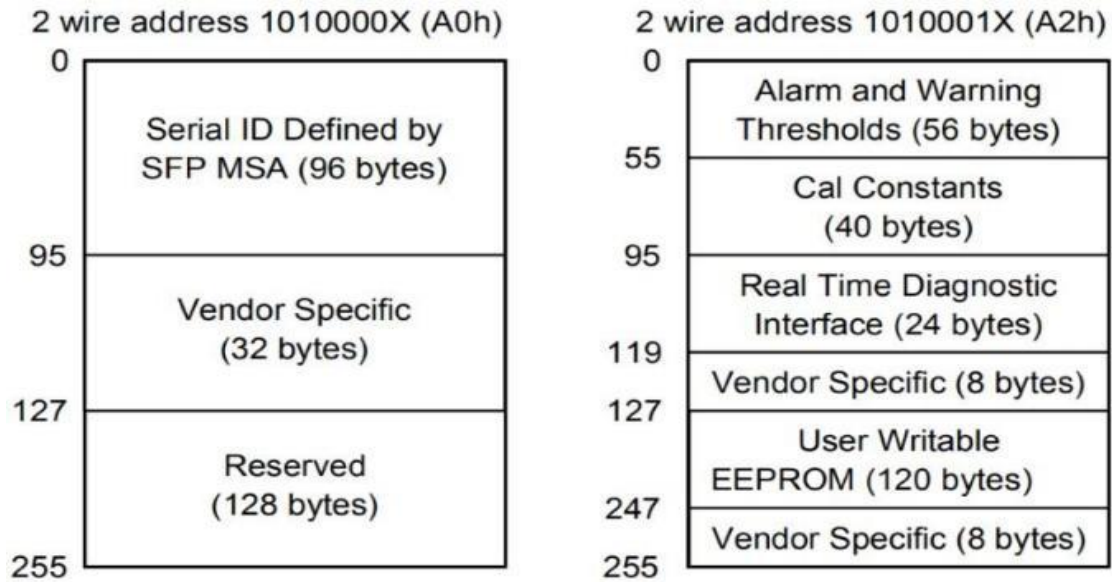 2 wire address 1010000X (A0h)
0
Serial ID Defined by
SFP MSA (96 bytes)
95
Vendor Specific
(32 bytes)
127
Reserved
(128 bytes)
255
2 wire address 1010001X (A2h)
0
Alarm and Warning
Thresholds (56 bytes)
55
Cal Constants
(40 bytes)
95
Real Time Diagnostic
Interface (24 bytes)
119
Vendor Specific (8 bytes)
127
User Writable
EEPROM (120 bytes)
247
Vendor Specific (8 bytes)
255